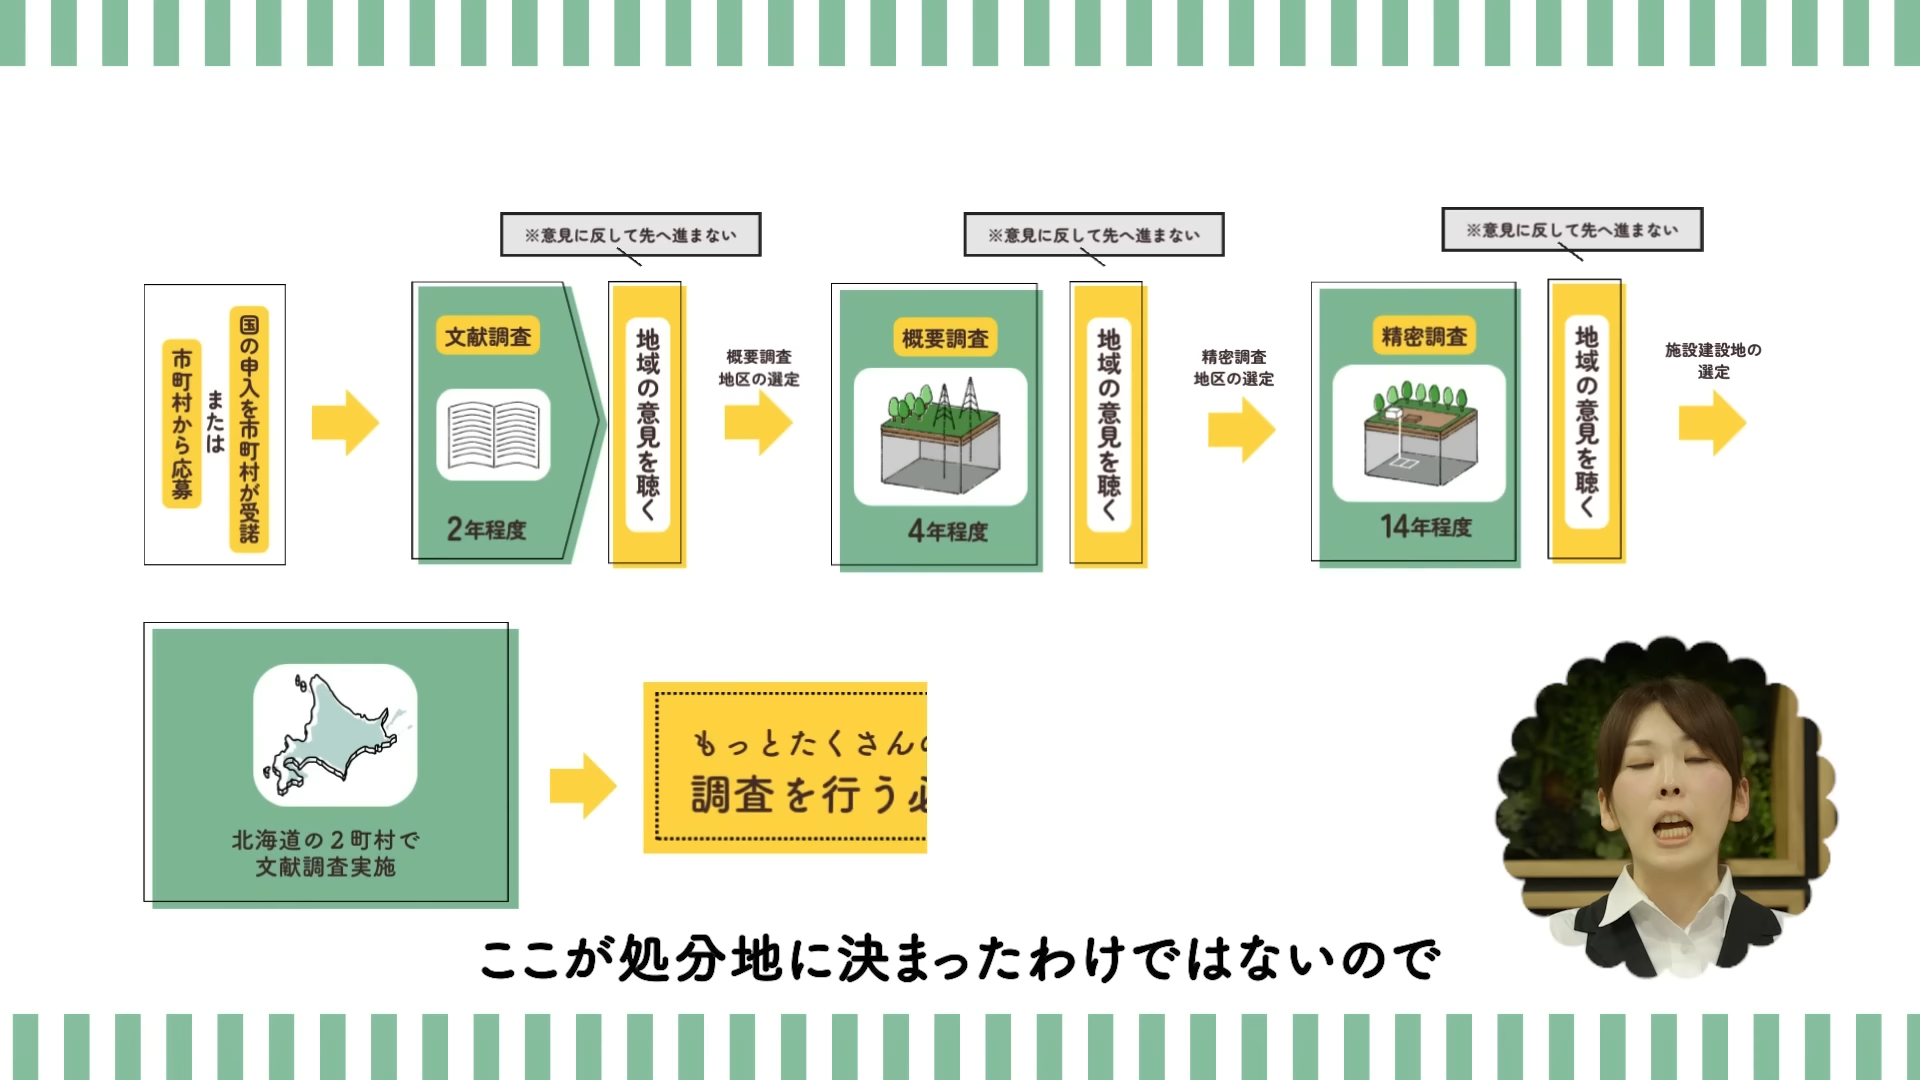 国の申入を市町村が受諾
または
市町村から応募
※意見に反して先へ進まない
文献調査
2年程度
地域の意見を聴く
概要調査
地区の選定
※意見に反して先へ進まない
概要調査
4年程度
地域の意見を聴く
精密調査
地区の選定
※意見に反して先へ進まない
精密調査
14年程度
地域の意見を聴く
施設建設地の
選定
北海道の2町村で
文献調査実施
もっとたくさん
調査を行う
ここが処分地に決まったわけではないので